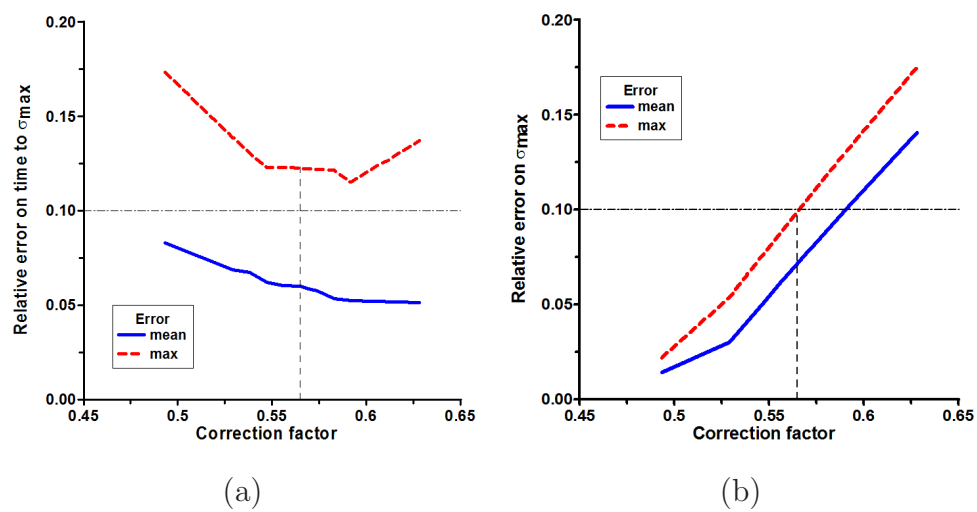 Relative error on time to σmax
0.20
0.15
0.10
0.05
0.00
Error
mean
max
0.45
0.5
0.55
0.6
0.65
Correction factor
(a)
Relative error on σmax
0.20
0.15
0.10
0.05
0.00
Error
mean
max
0.45
0.5
0.55
0.6
0.65
Correction factor
(b)